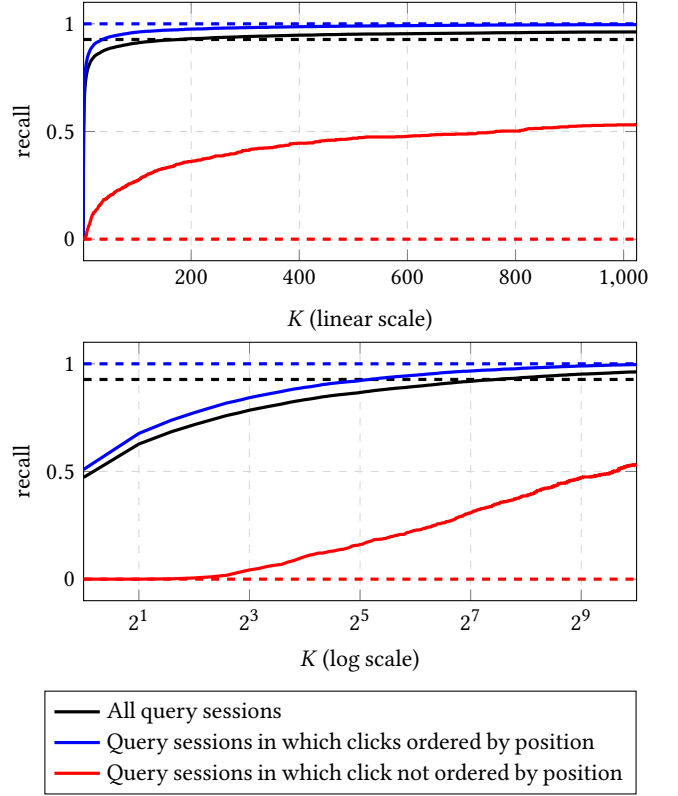 1
0.5
0
recall
200
400
600
800
1,000
K (linear scale)
1
0.5
0
recall
2^1
2^3
2^5
2^7
2^9
K (log scale)
All query sessions
Query sessions in which clicks ordered by position
Query sessions in which click not ordered by position